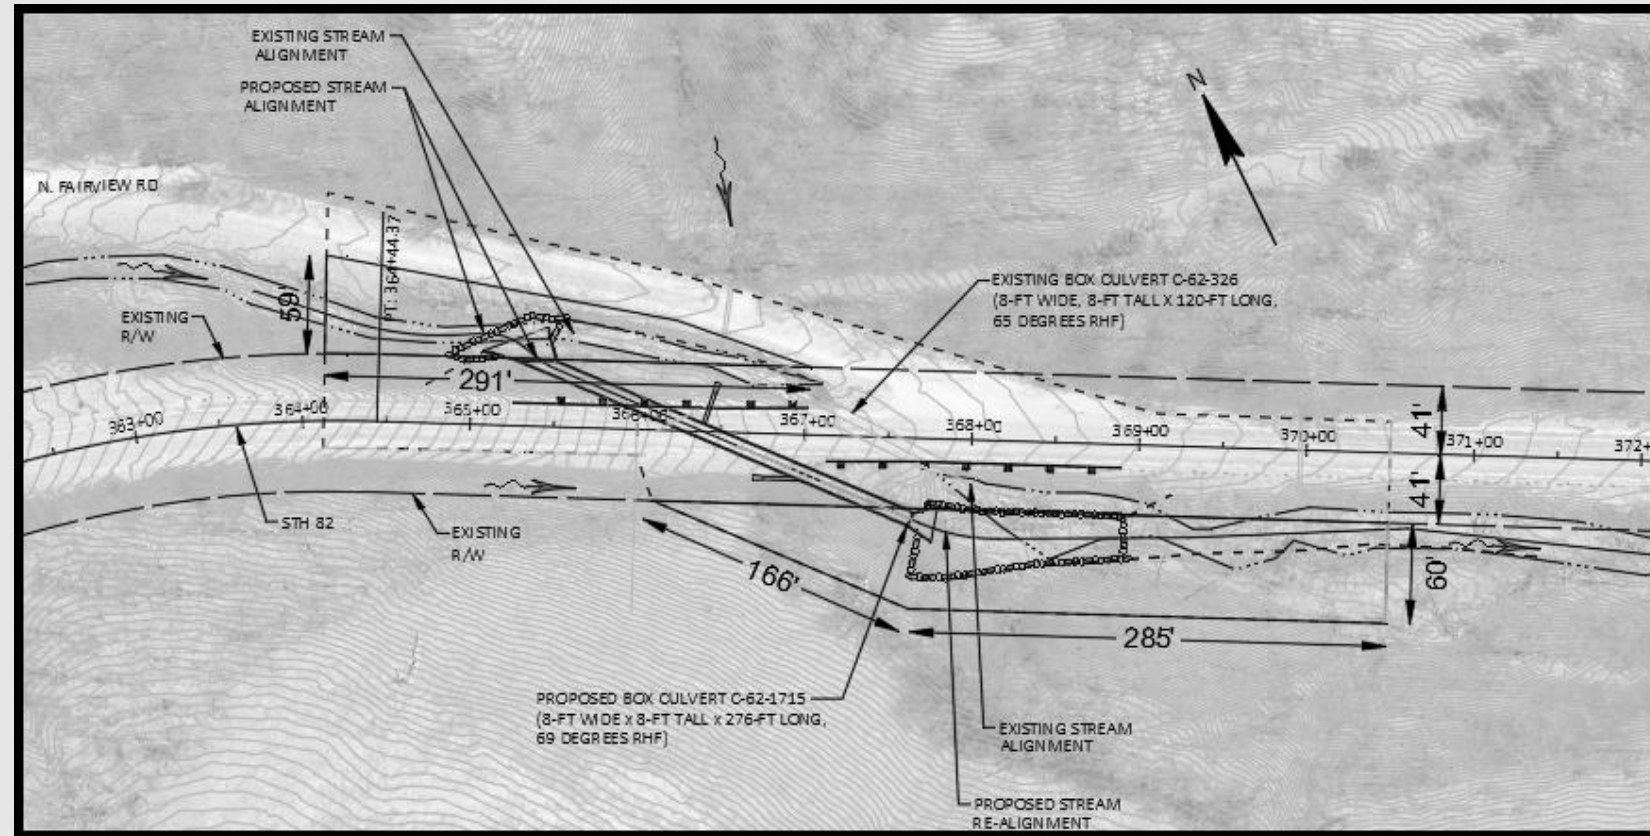 EXISTING STREAM
ALIGNMENT
PROPOSED STREAM
ALIGNMENT
N
N. FAIRVIEW RD
PT: 364+44.37
59'
EXISTING
R/W
EXISTING BOX CULVERT C-62-326
(8-FT WIDE, 8-FT TALL X 120-FT LONG,
65 DEGREES RHF)
291'
363+00
364+00
365+00
366+00
367+00
368+00
369+00
370+00
371+00
372+
41'
41'
STH 82
EXISTING
R/W
166'
60'
285'
PROPOSED BOX CULVERT C-62-1715
(8-FT WIDE x 8-FT TALL x 276-FT LONG,
69 DEGREES RHF)
EXISTING STREAM
ALIGNMENT
PROPOSED STREAM
RE-ALIGNMENT